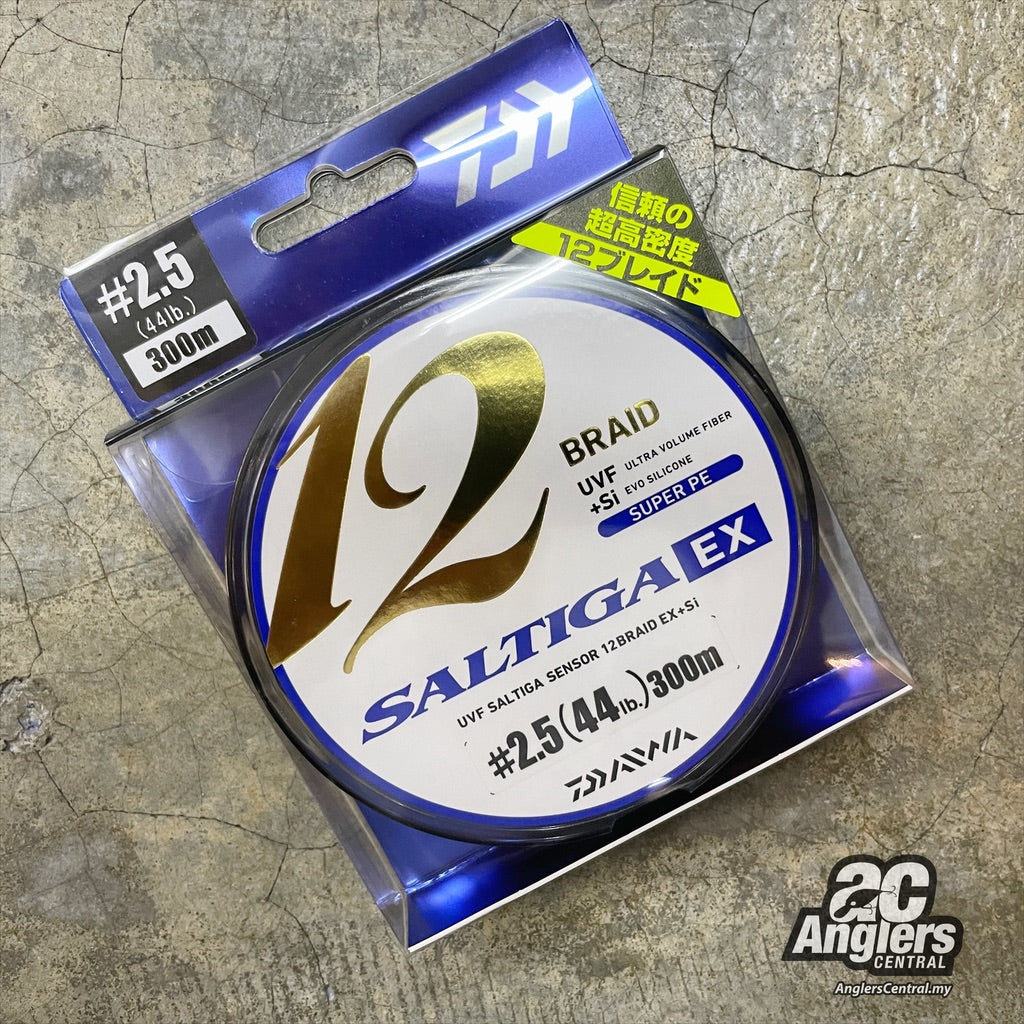 #2.5
(44lb.)
300m
信頼の
超高密度
12ブレイド
12
BRAID
UVF ULTRA VOLUME FIBER
+Si EVO SILICONE
SUPER PE
SALTIGA EX
UVF SALTIGA SENSOR 12BRAID EX+Si
#2.5(44lb.)300m
DAIWA
ac
Anglers
CENTRAL
AnglersCentral.my